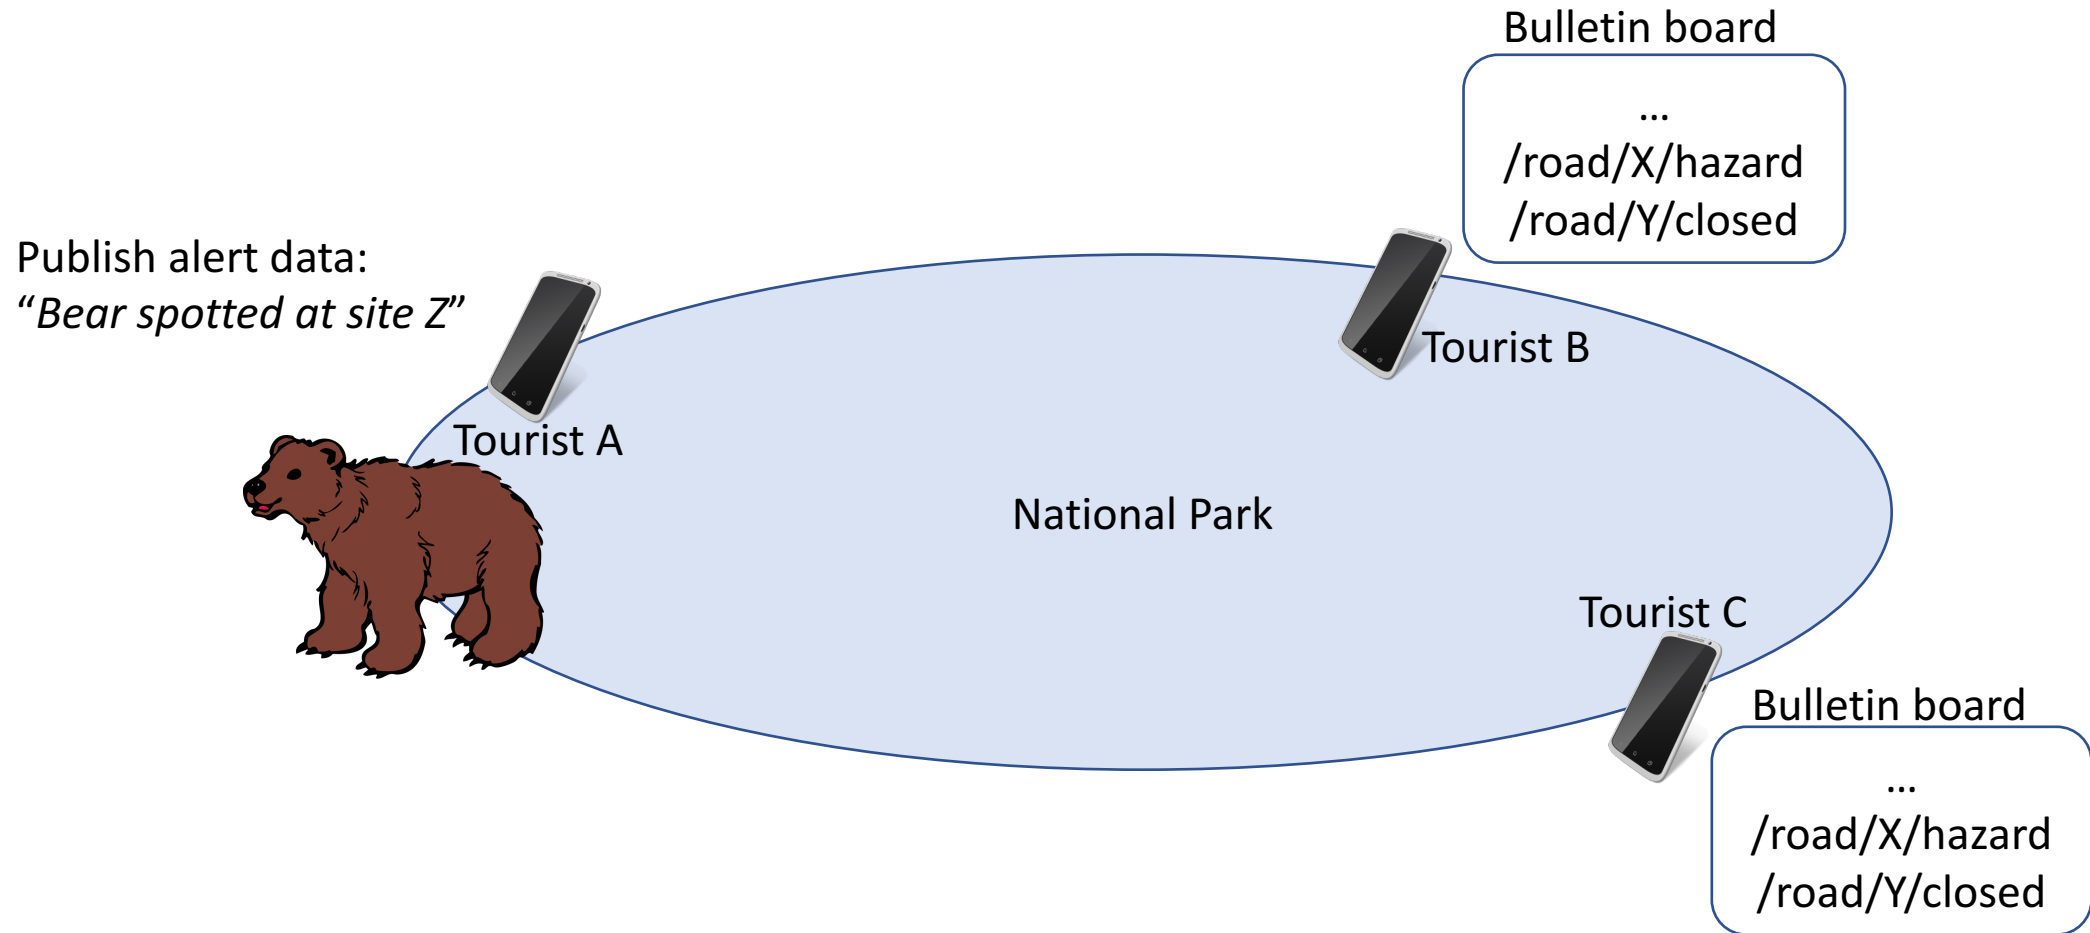 Bulletin board
…
/road/X/hazard
/road/Y/closed
Publish alert data:
“Bear spotted at site Z”
Tourist B
Tourist A
National Park
Tourist C
Bulletin board
…
/road/X/hazard
/road/Y/closed